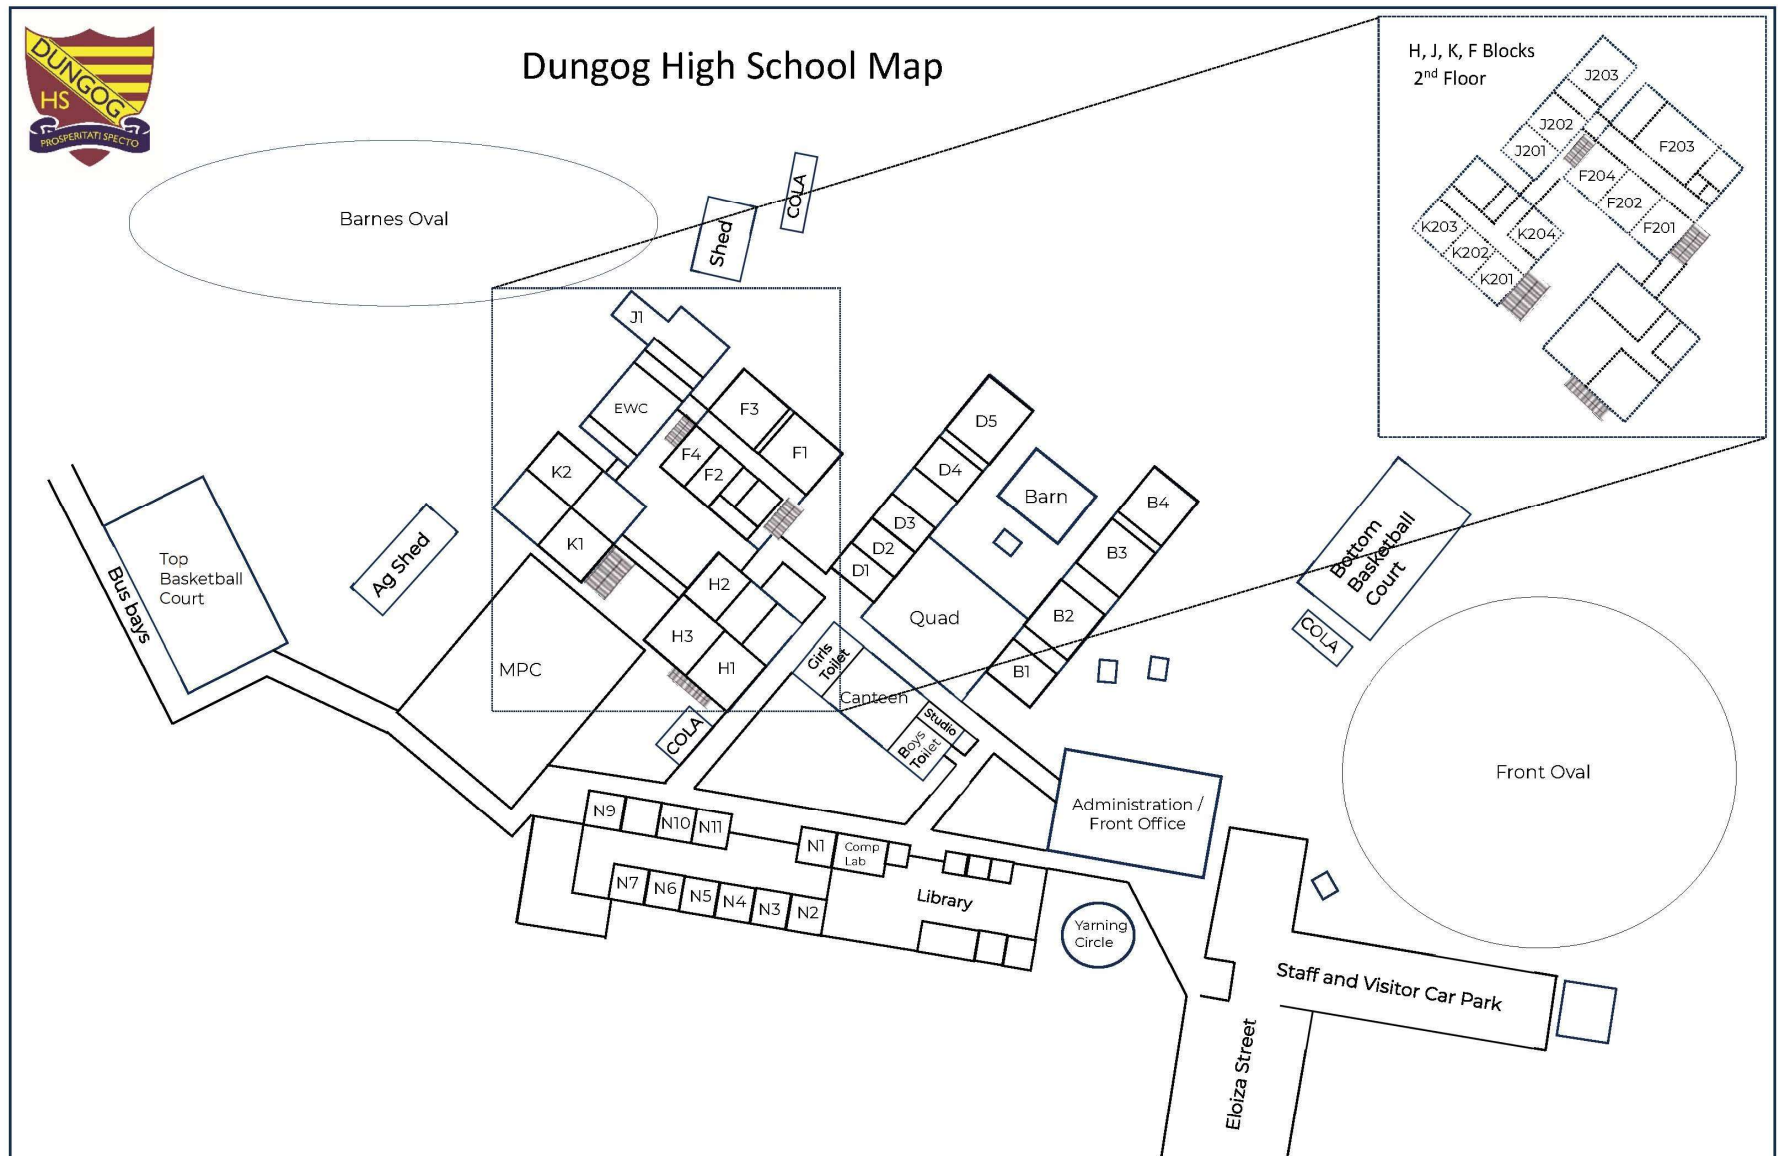 DUNGOG
HS
PROSPERITATI SPECTO
Dungog High School Map
H, J, K, F Blocks
2nd Floor
J203
J202
J201
F203
F204
F202
F201
K203
K202
K201
K204
Barnes Oval
COLA
Shed
J1
EWC
F3
F1
F4
F2
K2
K1
H2
H3
H1
D5
D4
D3
D2
D1
Barn
B4
B3
B2
B1
Quad
Bottom
Basketball
Court
COLA
Top
Basketball
Court
Bus bays
Ag Shed
MPC
COLA
Girls
Toilet
Canteen
Studio
Boys
Toilet
Front Oval
Administration /
Front Office
N9
N10
N11
N1
Comp
Lab
N7
N6
N5
N4
N3
N2
Library
Yarning
Circle
Staff and Visitor Car Park
Eloiza Street